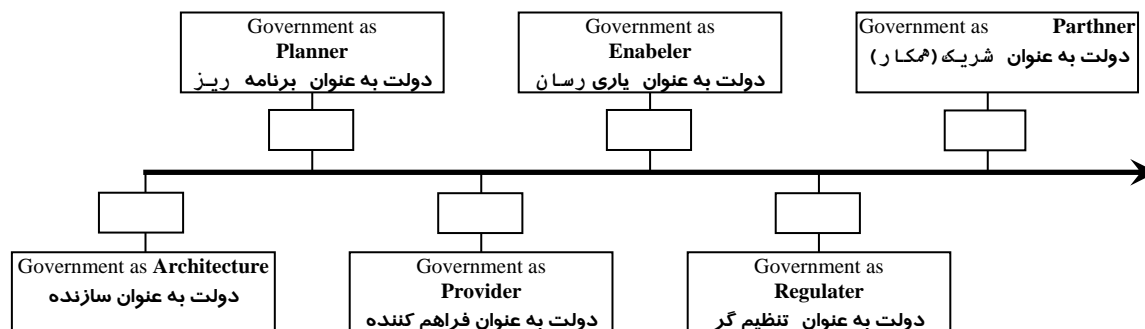 Government as
Planner
دولت به عنوان برنامه ریز
Government as
Enabeler
دولت به عنوان یاری رسان
Government as Parthner
دولت به عنوان شریک(همکار)
Government as Architecture
دولت به عنوان سازنده
Government as
Provider
دولت به عنوان فراهم کننده
Government as
Regulater
دولت به عنوان تنظیم گر